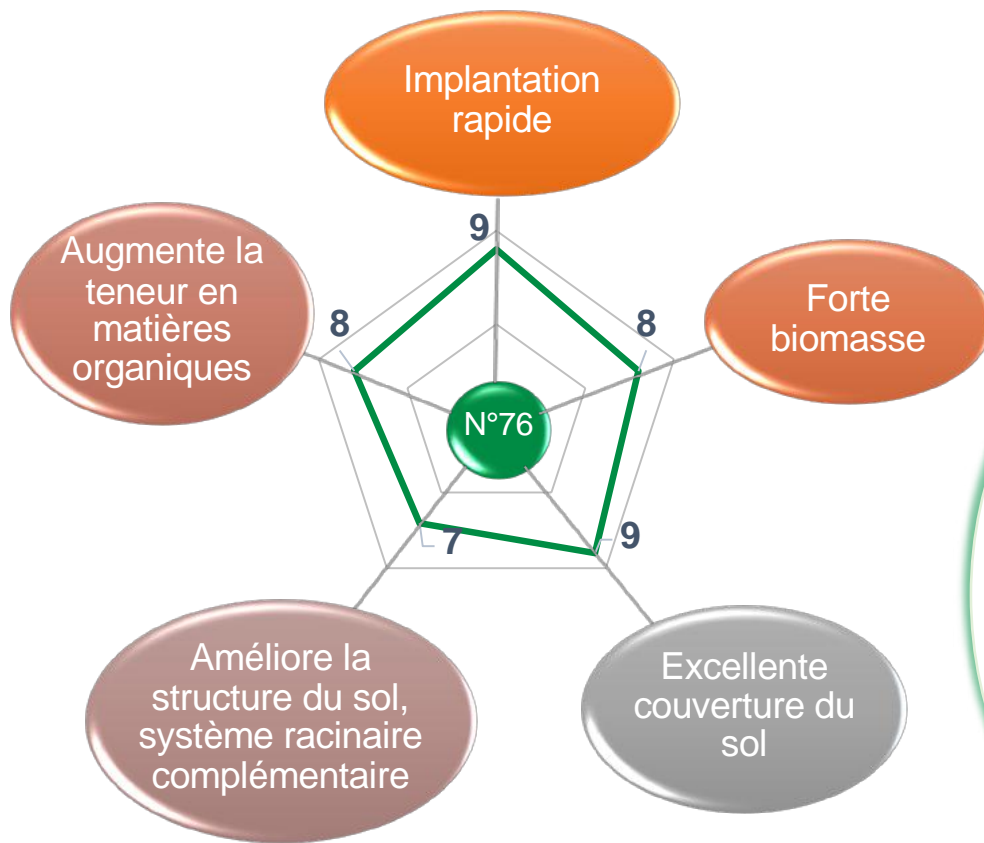 Implantation
rapide
9
Augmente la
teneur en
matières
organiques
8
8
Forte
biomasse
N°76
7
9
Améliore la
structure du sol,
système racinaire
complémentaire
Excellente
couverture du
sol